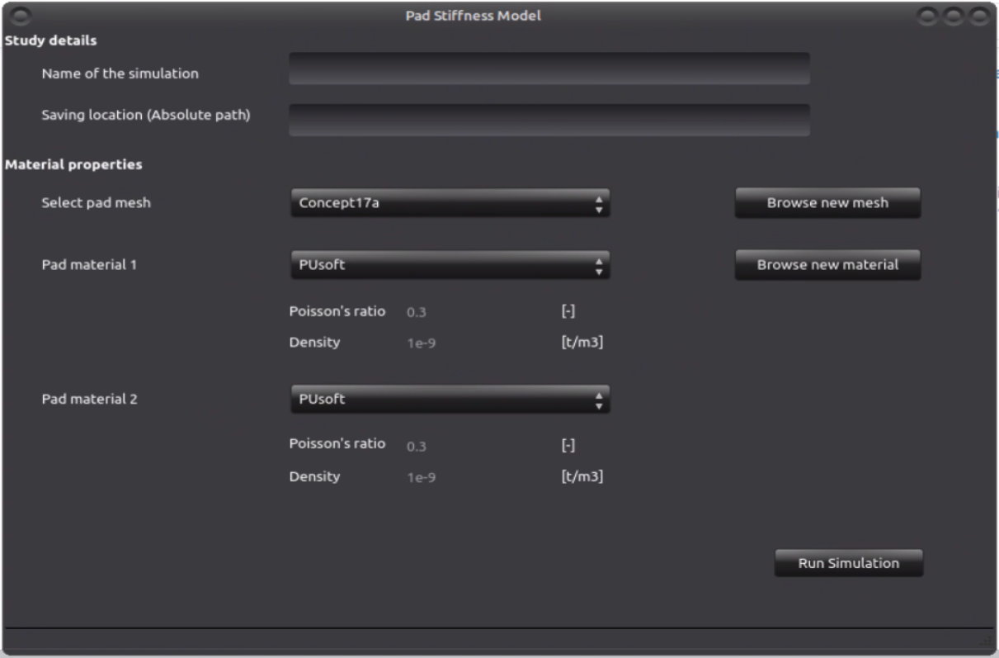 Pad Stiffness Model
Study details
Name of the simulation
Saving location (Absolute path)
Material properties
Select pad mesh Concept17a Browse new mesh
Pad material 1 PUsoft Browse new material
Poisson's ratio 0.3 [-]
Density 1e-9 [t/m3]
Pad material 2 PUsoft
Poisson's ratio 0.3 [-]
Density 1e-9 [t/m3]
Run Simulation